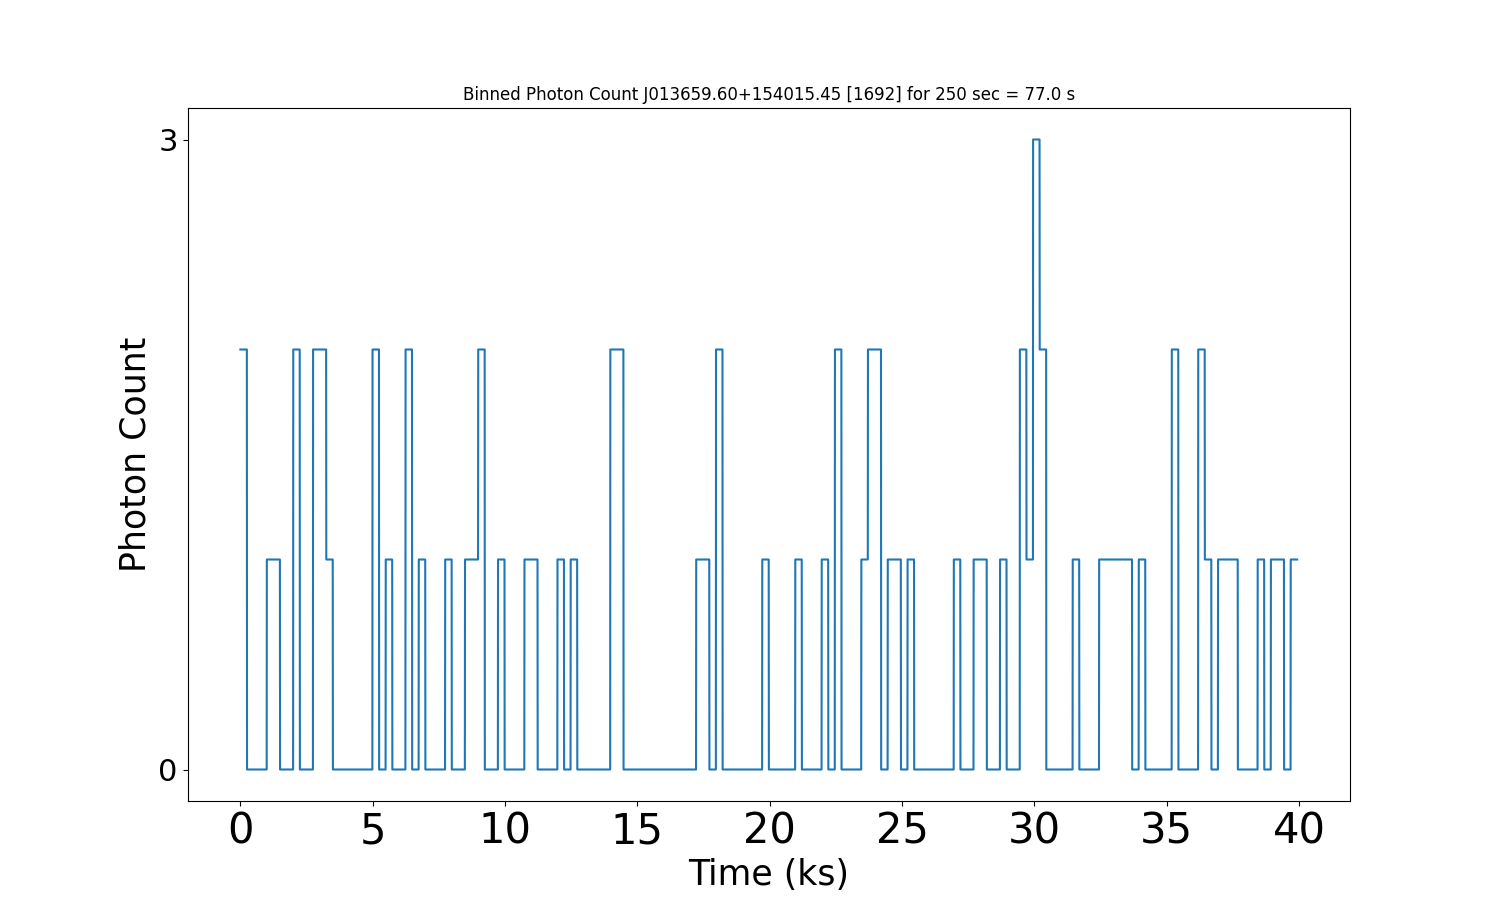 Binned Photon Count J013659.60+154015.45 [1692] for 250 sec = 77.0 s
3
Photon Count
0
0 5 10 15 20 25 30 35 40
Time (ks)